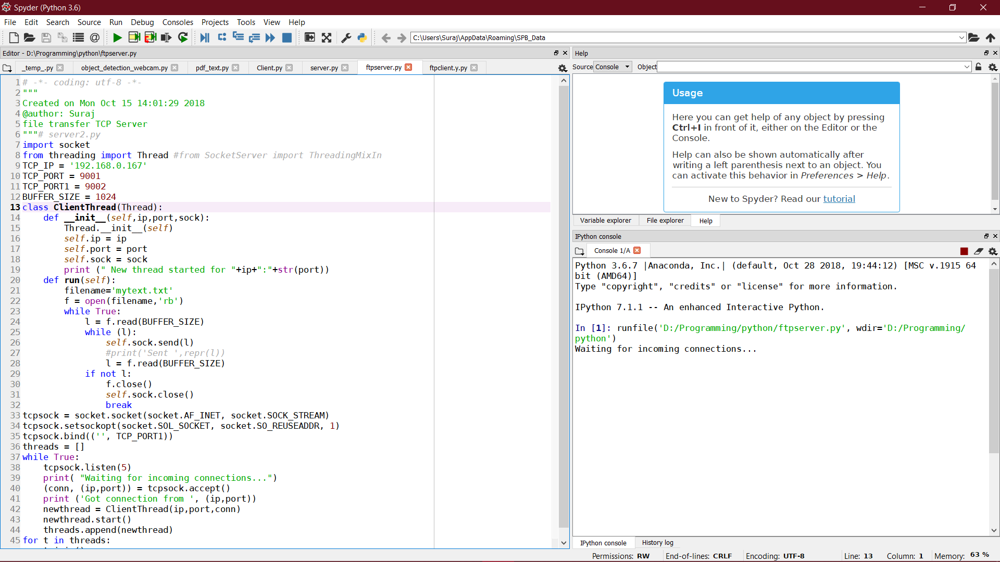 Spyder (Python 3.6)
File Edit Search Source Run Debug Consoles Projects Tools View Help
C:\Users\Suraj\AppData\Roaming\SPB_Data
Editor - D:\Programming\python\ftpserver.py
_temp_.py object_detection_webcam.py pdf_text.py Client.py server.py ftpserver.py ftpclient.y.py
1 # -*- coding: utf-8 -*-
2 """
3 Created on Mon Oct 15 14:01:29 2018
4 @author: Suraj
5 file transfer TCP Server
6 """# server2.py
7 import socket
8 from threading import Thread #from SocketServer import ThreadingMixIn
9 TCP_IP = '192.168.0.167'
10 TCP_PORT = 9001
11 TCP_PORT1 = 9002
12 BUFFER_SIZE = 1024
13 class ClientThread(Thread):
14     def __init__(self,ip,port,sock):
15         Thread.__init__(self)
16         self.ip = ip
17         self.port = port
18         self.sock = sock
19         print (" New thread started for "+ip+":"+str(port))
20     def run(self):
21         filename='mytext.txt'
22         f = open(filename,'rb')
23         while True:
24             l = f.read(BUFFER_SIZE)
25             while (l):
26                 self.sock.send(l)
27                 #print('Sent ',repr(l))
28                 l = f.read(BUFFER_SIZE)
29             if not l:
30                 f.close()
31                 self.sock.close()
32                 break
33 tcpsock = socket.socket(socket.AF_INET, socket.SOCK_STREAM)
34 tcpsock.setsockopt(socket.SOL_SOCKET, socket.SO_REUSEADDR, 1)
35 tcpsock.bind(('', TCP_PORT1))
36 threads = []
37 while True:
38     tcpsock.listen(5)
39     print( "Waiting for incoming connections...")
40     (conn, (ip,port)) = tcpsock.accept()
41     print ('Got connection from ', (ip,port))
42     newthread = ClientThread(ip,port,conn)
43     newthread.start()
44     threads.append(newthread)
45 for t in threads:
Help
Source Console Object
Usage
Here you can get help of any object by pressing
Ctrl+I in front of it, either on the Editor or the
Console.
Help can also be shown automatically after
writing a left parenthesis next to an object. You
can activate this behavior in Preferences > Help.
New to Spyder? Read our tutorial
Variable explorer File explorer Help
IPython console
Console 1/A
Python 3.6.7 |Anaconda, Inc.| (default, Oct 28 2018, 19:44:12) [MSC v.1915 64
bit (AMD64)]
Type "copyright", "credits" or "license" for more information.
IPython 7.1.1 -- An enhanced Interactive Python.
In [1]: runfile('D:/Programming/python/ftpserver.py', wdir='D:/Programming/
python')
Waiting for incoming connections...
IPython console History log
Permissions: RW End-of-lines: CRLF Encoding: UTF-8 Line: 13 Column: 1 Memory: 63 %